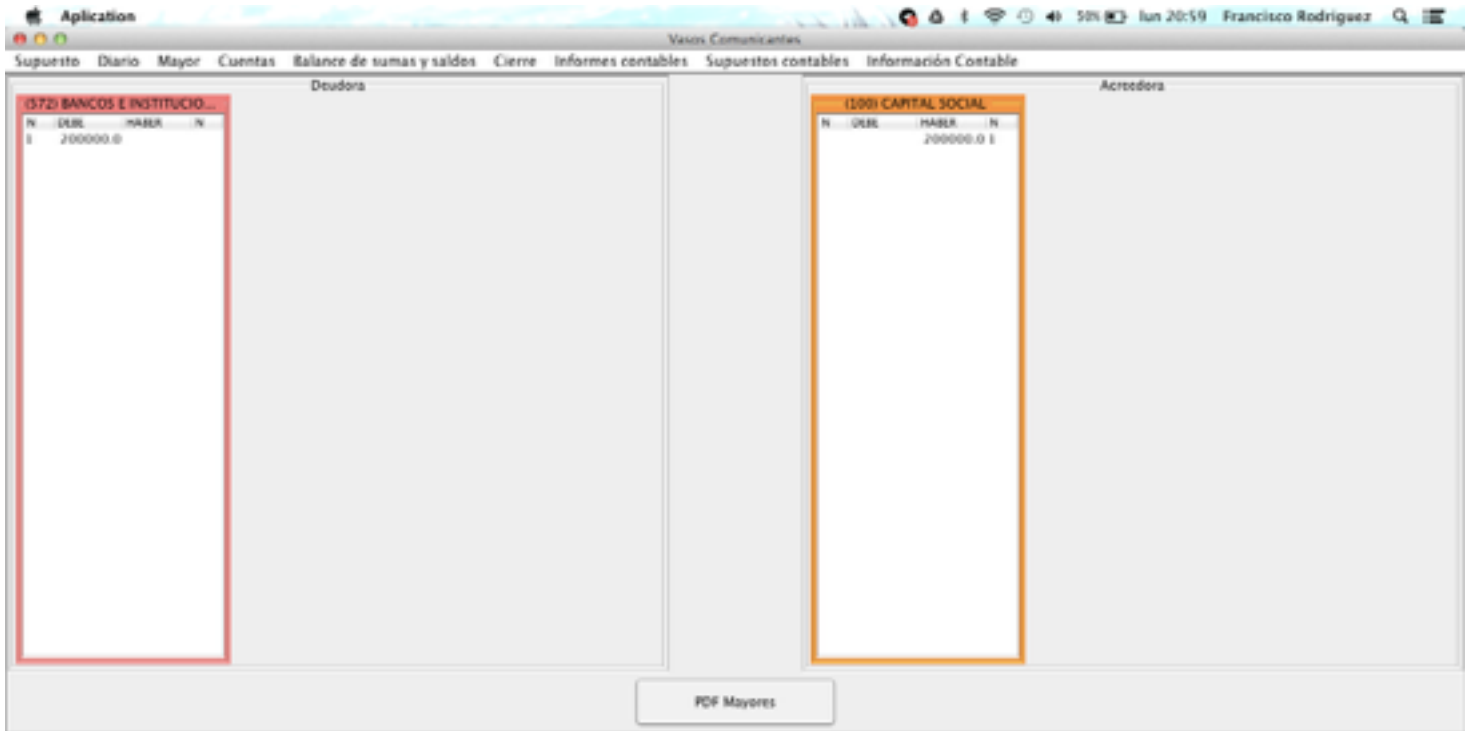 Aplication 50% lun 20:59 Francisco Rodriguez
Vasos Comunicantes
Supuesto Diario Mayor Cuentas Balance de sumas y saldos Cierre Informes contables Supuestos contables Información Contable
Deudora
(572) BANCOS E INSTITUCIO...
N DEBE HABER N
1 200000.0
Acreedora
(100) CAPITAL SOCIAL
N DEBE HABER N
200000.0 1
PDF Mayores